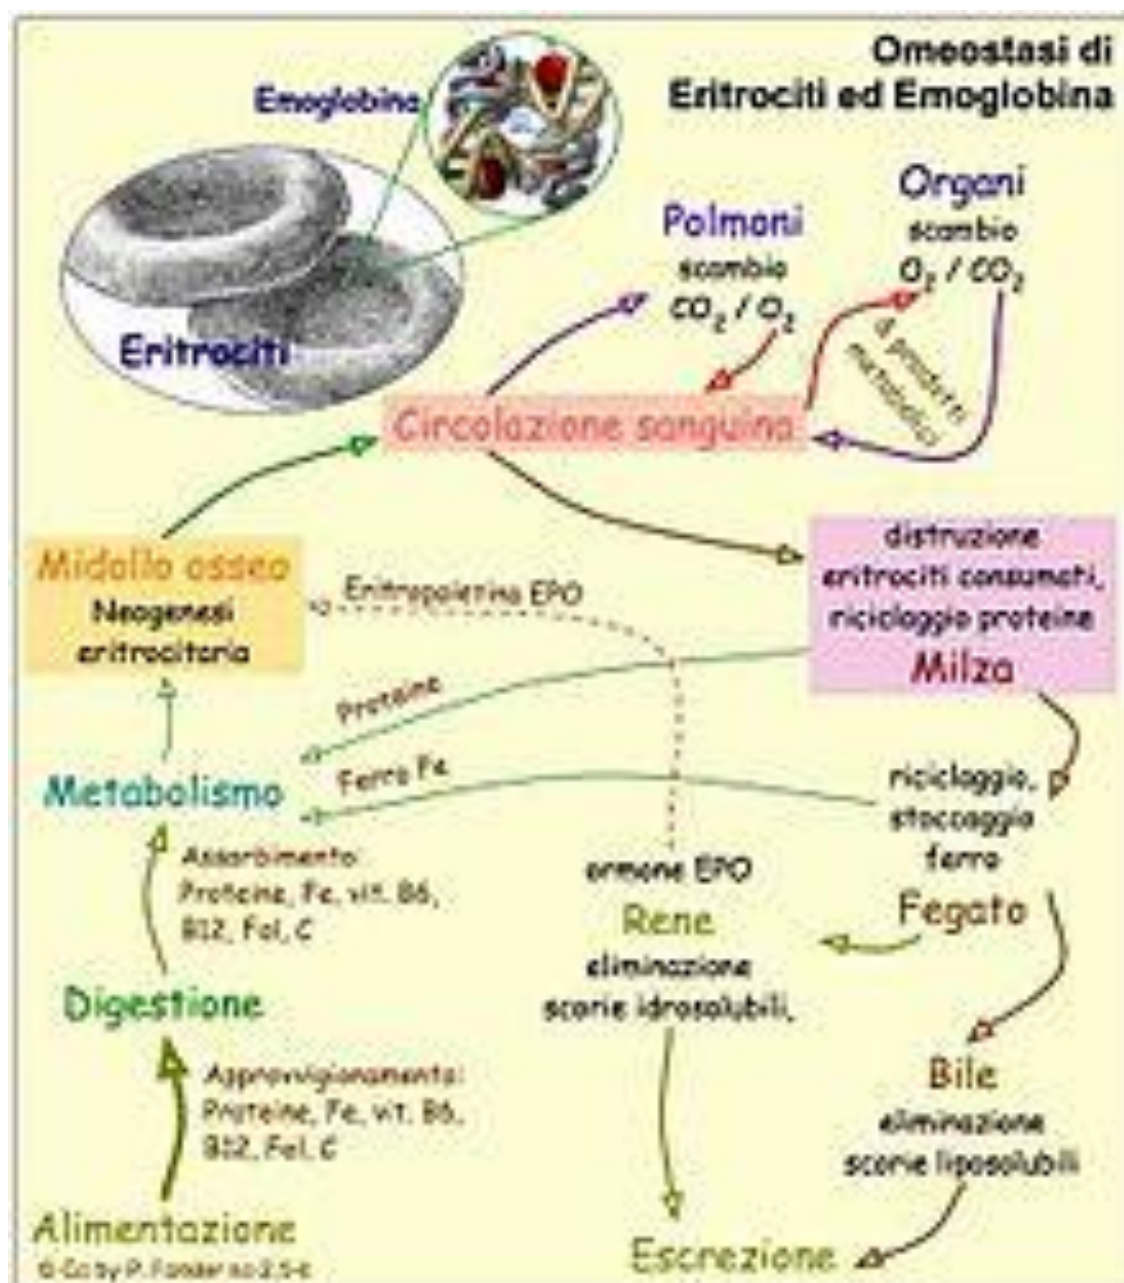 Omeostasi di
Eritrociti ed Emoglobina
Emoglobina
Eritrociti
Polmoni
scambio
CO₂ / O₂
Organi
scambio
O₂ / CO₂
prodotti
metabolici
Circolazione sanguina
Midollo osseo
Neogenesi
eritrocitaria
Eritropoietina EPO
distruzione
eritrociti consumati,
riciclaggio proteine
Milza
Proteine
Ferro Fe
Metabolismo
riciclaggio,
stoccaggio
ferro
Fegato
Assorbimento:
Proteine, Fe, vit. B6,
B12, Fol, C
ormone EPO
Rene
eliminazione
scorie idrosolubili,
Digestione
Approvvigionamento:
Proteine, Fe, vit. B6,
B12, Fol, C
Bile
eliminazione
scorie liposolubili
Alimentazione
Escrezione